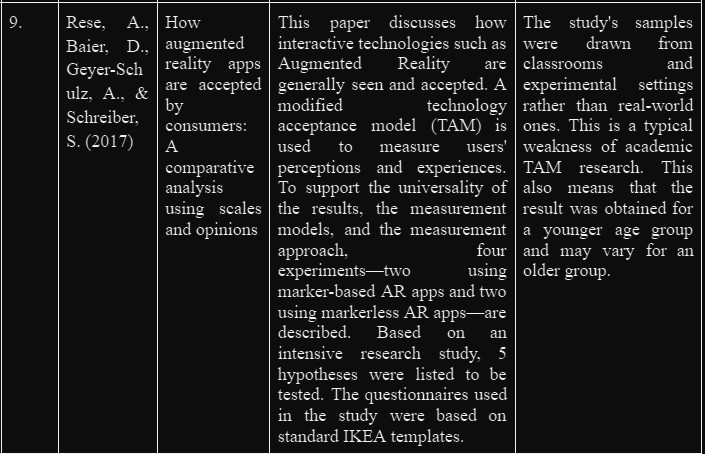 9.
Rese, A.,
Baier, D.,
Geyer-Sch
ulz, A., &
Schreiber,
S. (2017)
How
augmented
reality apps
are accepted
by
consumers:
A
comparative
analysis
using scales
and opinions
This paper discusses how
interactive technologies such as
Augmented Reality are
generally seen and accepted. A
modified technology
acceptance model (TAM) is
used to measure users'
perceptions and experiences.
To support the universality of
the results, the measurement
models, and the measurement
approach, four
experiments—two using
marker-based AR apps and two
using markerless AR apps—are
described. Based on an
intensive research study, 5
hypotheses were listed to be
tested. The questionnaires used
in the study were based on
standard IKEA templates.
The study's samples
were drawn from
classrooms and
experimental settings
rather than real-world
ones. This is a typical
weakness of academic
TAM research. This
also means that the
result was obtained for
a younger age group
and may vary for an
older group.